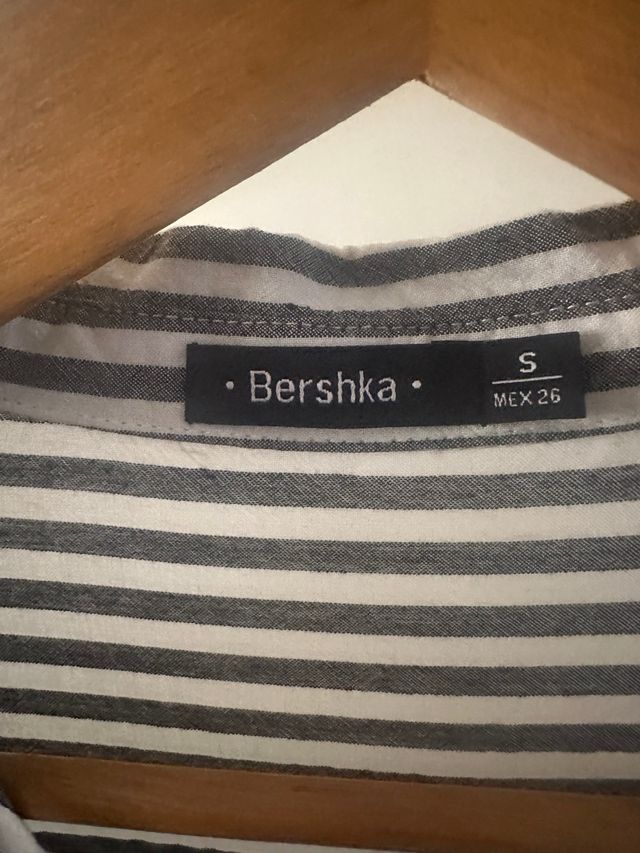 • Bershka •
S
MEX 26